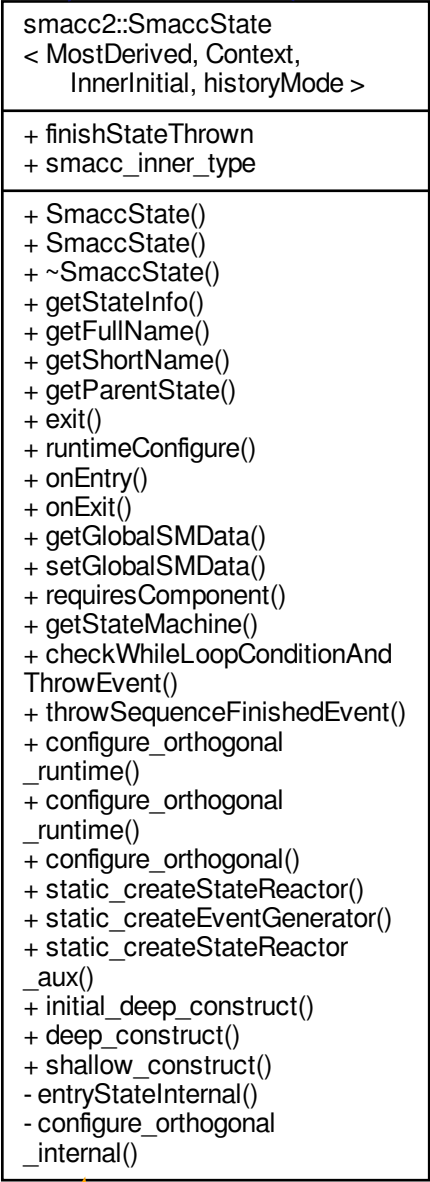 smacc2::SmaccState
< MostDerived, Context,
InnerInitial, historyMode >
+ finishStateThrown
+ smacc_inner_type
+ SmaccState()
+ SmaccState()
+ ~SmaccState()
+ getStateInfo()
+ getFullName()
+ getShortName()
+ getParentState()
+ exit()
+ runtimeConfigure()
+ onEntry()
+ onExit()
+ getGlobalSMData()
+ setGlobalSMData()
+ requiresComponent()
+ getStateMachine()
+ checkWhileLoopConditionAnd
ThrowEvent()
+ throwSequenceFinishedEvent()
+ configure_orthogonal
_runtime()
+ configure_orthogonal
_runtime()
+ configure_orthogonal()
+ static_createStateReactor()
+ static_createEventGenerator()
+ static_createStateReactor
_aux()
+ initial_deep_construct()
+ deep_construct()
+ shallow_construct()
- entryStateInternal()
- configure_orthogonal
_internal()